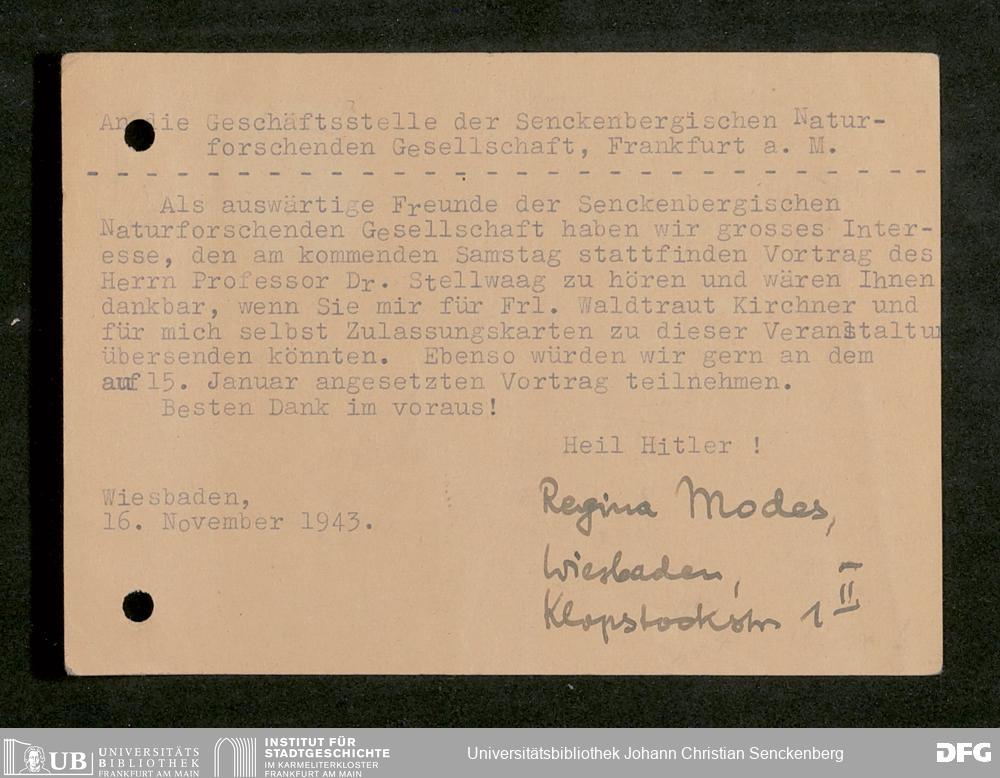 An die Geschäftsstelle der Senckenbergischen Natur-
forschenden Gesellschaft, Frankfurt a. M.
- - - - - - - - - - - - - - - - - - - - - - - - - - - - - - - - -
Als auswärtige Freunde der Senckenbergischen
Naturforschenden Gesellschaft haben wir grosses Inter-
esse, den am kommenden Samstag stattfinden Vortrag des
Herrn Professor Dr. Stellwaag zu hören und wären Ihnen
dankbar, wenn Sie mir für Frl. Waldtraut Kirchner und
für mich selbst Zulassungskarten zu dieser Veranstaltun
übersenden könnten. Ebenso würden wir gern an dem
auf 15. Januar angesetzten Vortrag teilnehmen.
Besten Dank im voraus!
Heil Hitler !
Wiesbaden,
16. November 1943.
Regina Modes,
Wiesbaden,
Klopstockstr 1 II
UB UNIVERSITÄTS
BIBLIOTHEK
FRANKFURT AM MAIN
INSTITUT FÜR
STADTGESCHICHTE
IM KARMELITERKLOSTER
FRANKFURT AM MAIN
Universitätsbibliothek Johann Christian Senckenberg
DFG